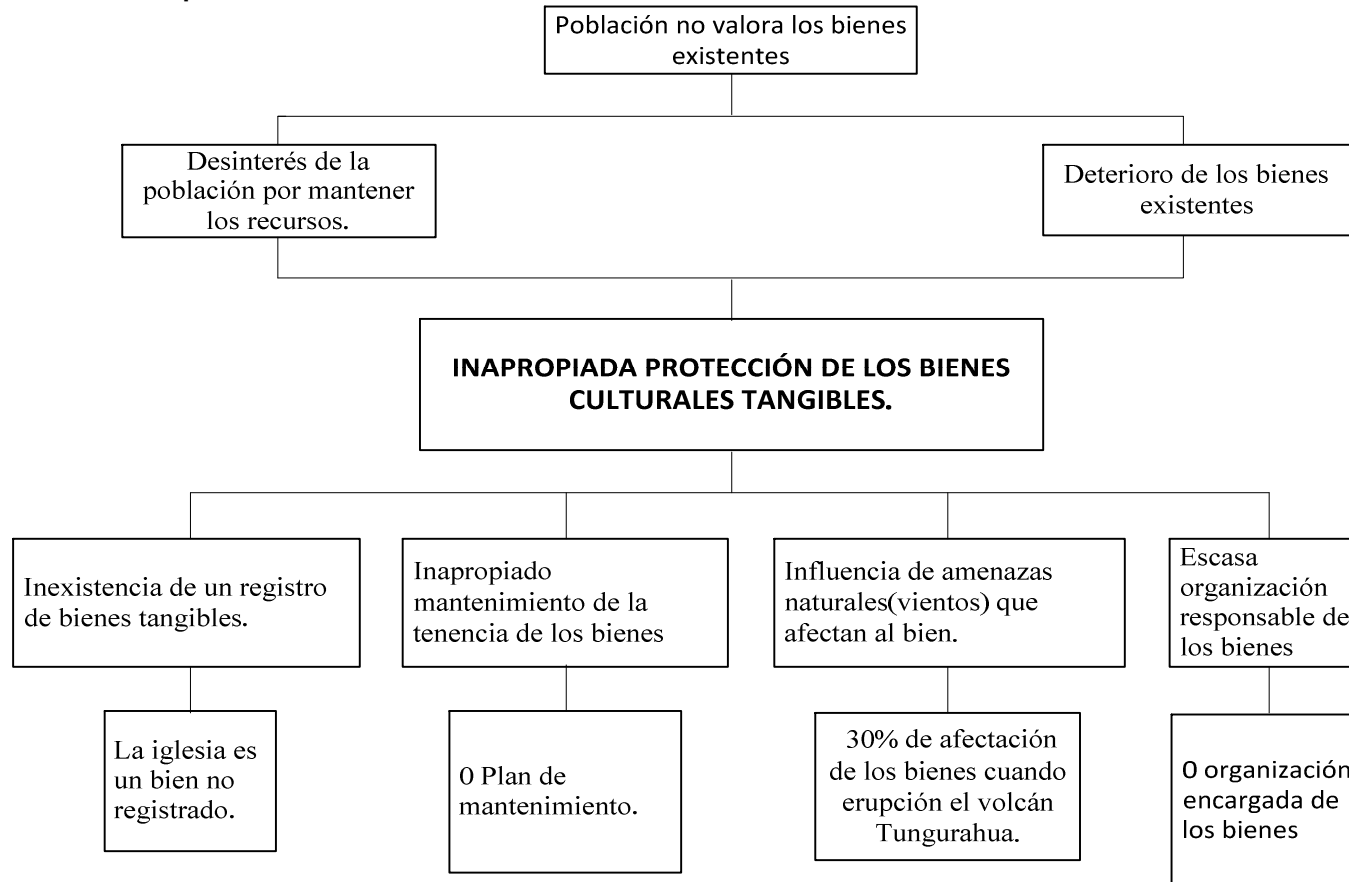 Población no valora los bienes
existentes
Desinterés de la
población por mantener
los recursos.
Deterioro de los bienes
existentes
INAPROPIADA PROTECCIÓN DE LOS BIENES
CULTURALES TANGIBLES.
Inexistencia de un registro
de bienes tangibles.
Inapropiado
mantenimiento de la
tenencia de los bienes
Influencia de amenazas
naturales(vientos) que
afectan al bien.
Escasa
organización
responsable de
los bienes
La iglesia es
un bien no
registrado.
0 Plan de
mantenimiento.
30% de afectación
de los bienes cuando
erupción el volcán
Tungurahua.
0 organización
encargada de
los bienes